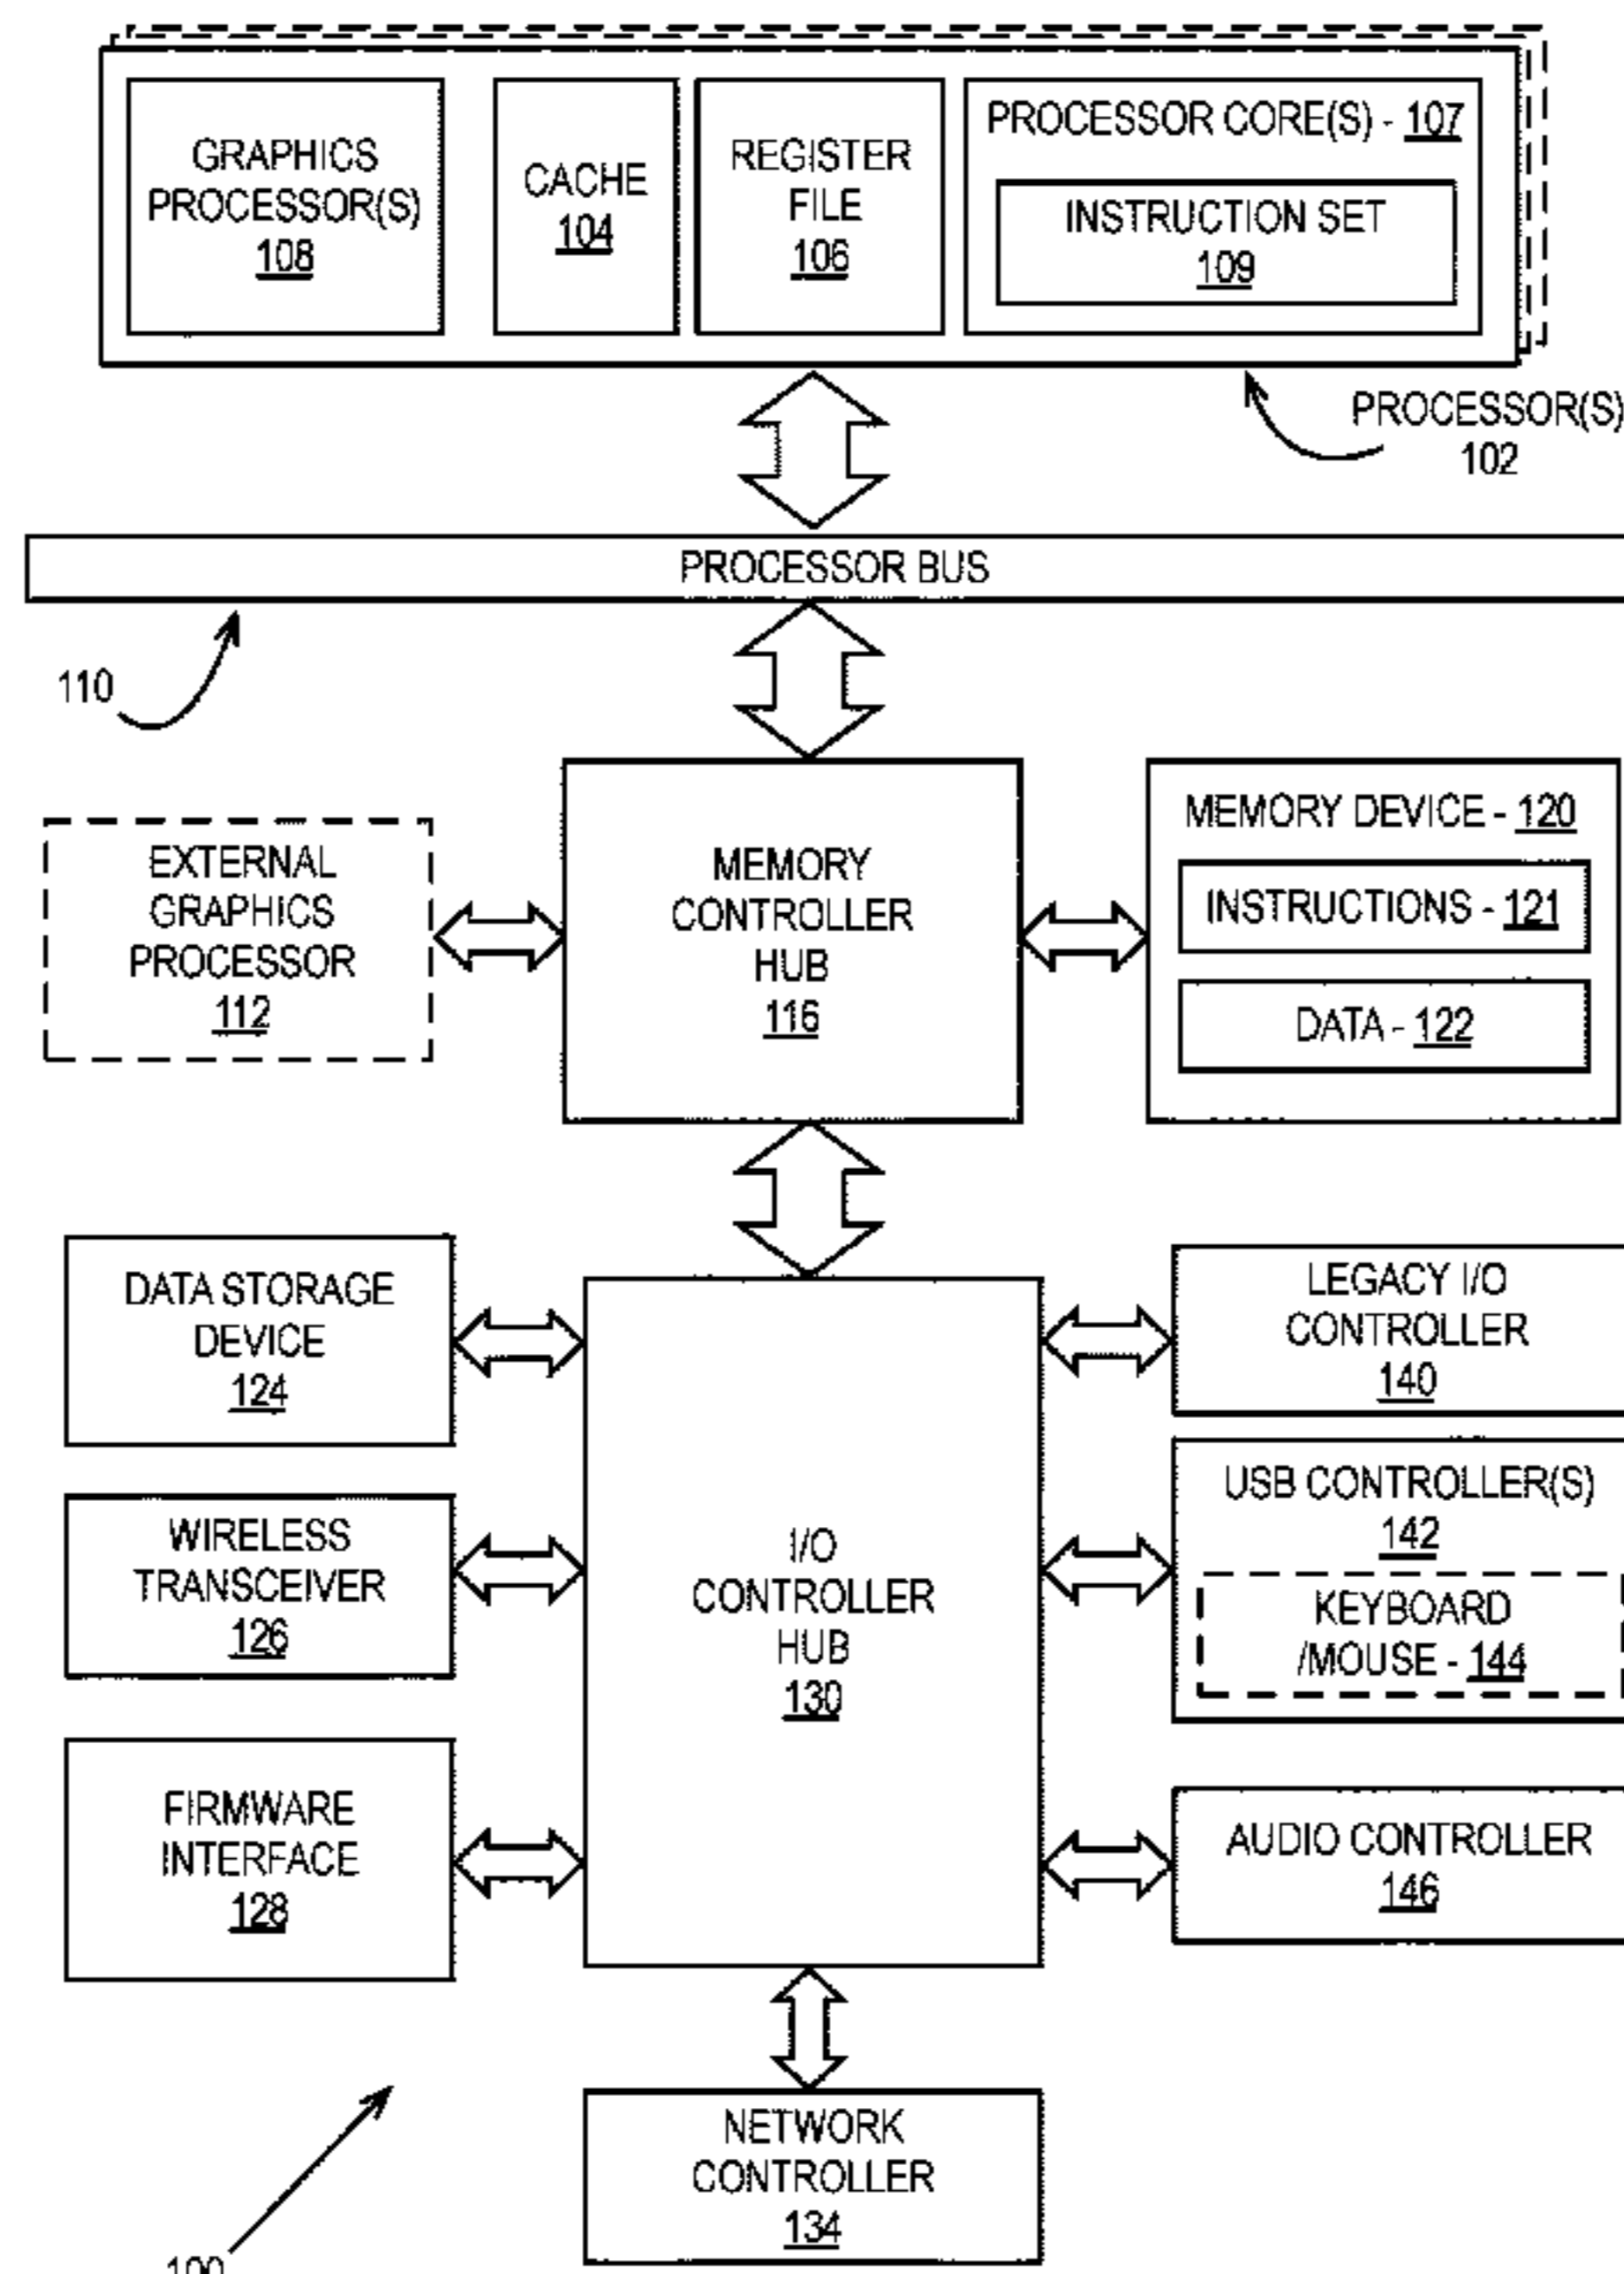 GRAPHICS
PROCESSOR(S)
108
CACHE
104
REGISTER
FILE
106
PROCESSOR CORE(S) - 107
INSTRUCTION SET
109
PROCESSOR(S)
102
PROCESSOR BUS
110
EXTERNAL
GRAPHICS
PROCESSOR
112
MEMORY
CONTROLLER
HUB
116
MEMORY DEVICE - 120
INSTRUCTIONS - 121
DATA - 122
DATA STORAGE
DEVICE
124
WIRELESS
TRANSCEIVER
126
FIRMWARE
INTERFACE
128
I/O
CONTROLLER
HUB
130
LEGACY I/O
CONTROLLER
140
USB CONTROLLER(S)
142
KEYBOARD
/MOUSE - 144
AUDIO CONTROLLER
146
NETWORK
CONTROLLER
134
100